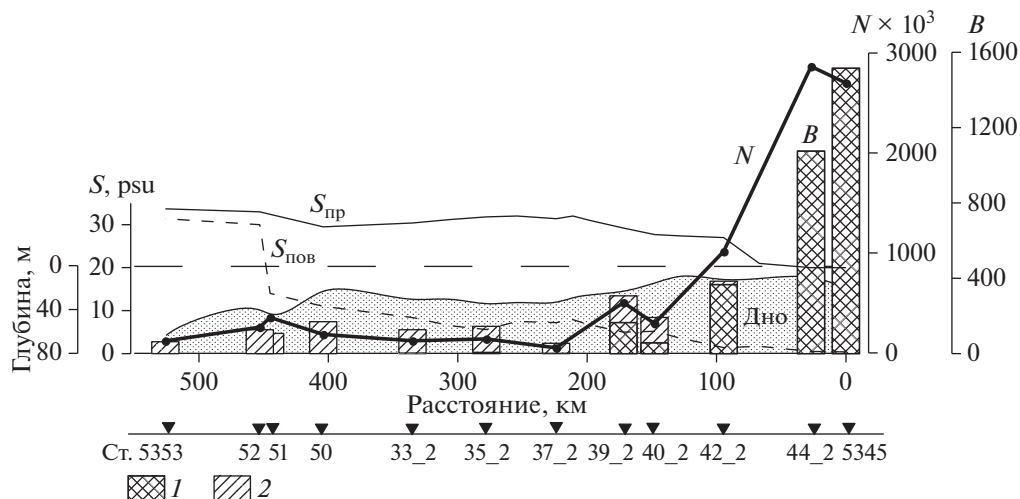 N × 10³ B
3000 1600
1200
B
N
2000
S, psu
800
30
Sпр
Sпов
1000
0 20
400
40 10
Дно
80 0
0 0
Глубина, м
500 400 300 200 100 0
Расстояние, км
Ст. 5353 52 51 50 33_2 35_2 37_2 39_2 40_2 42_2 44_2 5345
1 2